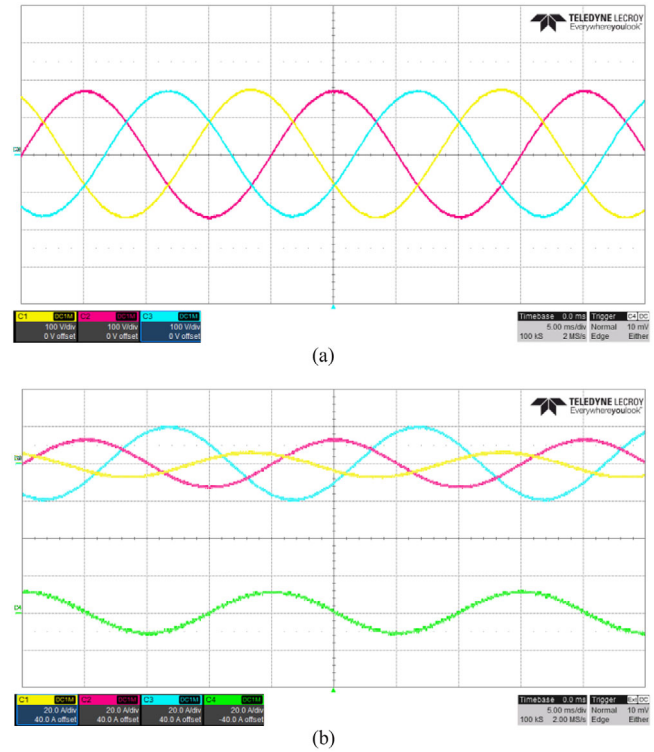 TELEDYNE LECROY
Everywhereyoulook™
C1 DC1M C2 DC1M C3 DC1M
100 V/div 100 V/div 100 V/div
0 V offset 0 V offset 0 V offset
Timebase 0.0 ms Trigger C4 DC
5.00 ms/div Normal 10 mV
100 kS 2 MS/s Edge Either
(a)
TELEDYNE LECROY
Everywhereyoulook™
C1 DC1M C2 DC1M C3 DC1M C4 DC1M
20.0 A/div 20.0 A/div 20.0 A/div 20.0 A/div
40.0 A offset 40.0 A offset 40.0 A offset -40.0 A offset
Timebase 0.0 ms Trigger Ext DC
5.00 ms/div Normal 10 mV
100 kS 2.00 MS/s Edge Either
(b)